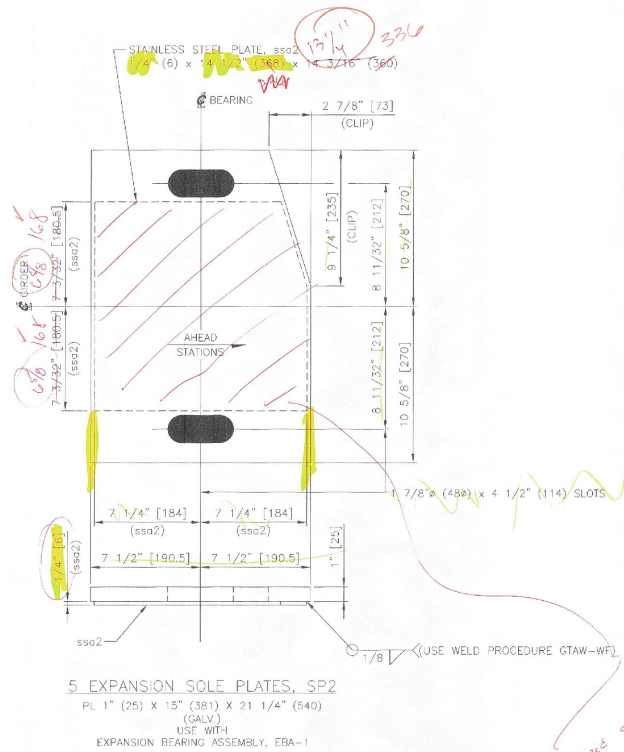 13 1/4" 336
STAINLESS STEEL PLATE, ssa2
1/4" (6) x 14 1/2" (368) x 14 3/16" (360)
℄ BEARING
2 7/8" [73]
(CLIP)
9 1/4" [235]
(CLIP)
8 11/32" [212]
10 5/8" [270]
168
6 5/8
7 3/32" [180.5]
(ssa2)
℄ GIRDER
168
6 5/8
7 3/32" [180.5]
(ssa2)
AHEAD
STATIONS
8 11/32" [212]
10 5/8" [270]
1 7/8"ø (48ø) x 4 1/2" (114) SLOTS
7 1/4" [184]
(ssa2)
7 1/4" [184]
(ssa2)
7 1/2" [190.5]
7 1/2" [190.5]
1" [25]
1/4" [6]
(ssa2)
ssa2
1/8
(USE WELD PROCEDURE GTAW-WF)
5 EXPANSION SOLE PLATES, SP2
PL 1" (25) X 15" (381) X 21 1/4" (540)
(GALV.)
USE WITH
EXPANSION BEARING ASSEMBLY, EBA-1